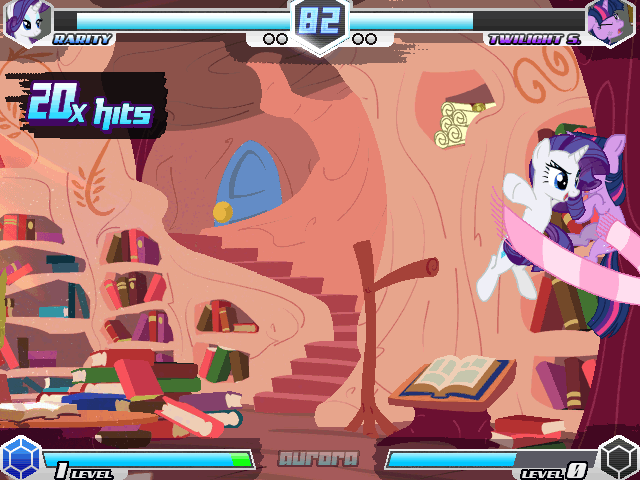 82
RARITY
TWILIGHT S.
20x hits
1 LEVEL
aurora
LEVEL 0